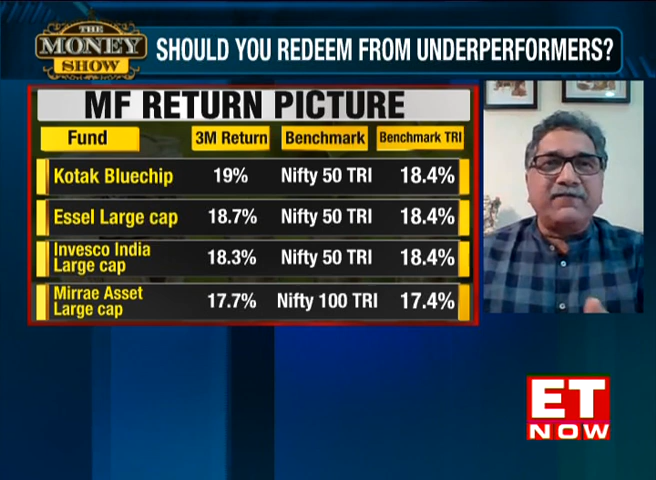 THE
MONEY
SHOW
SHOULD YOU REDEEM FROM UNDERPERFORMERS?
MF RETURN PICTURE
Fund 3M Return Benchmark Benchmark TRI
Kotak Bluechip 19% Nifty 50 TRI 18.4%
Essel Large cap 18.7% Nifty 50 TRI 18.4%
Invesco India
Large cap 18.3% Nifty 50 TRI 18.4%
Mirrae Asset
Large cap 17.7% Nifty 100 TRI 17.4%
ET
NOW